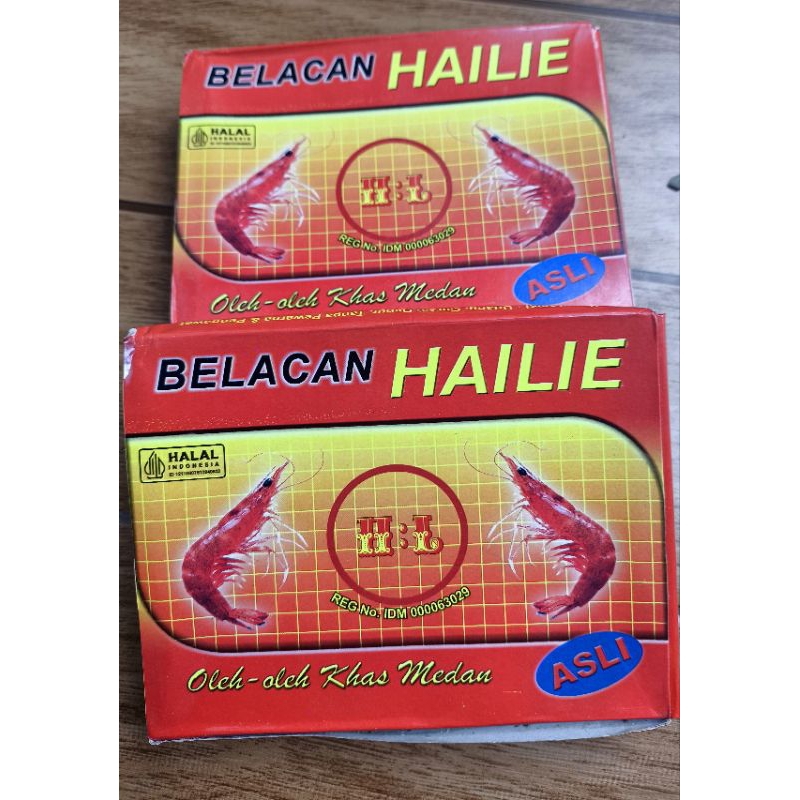 BELACAN HAILIE
HALAL
INDONESIA
H:L
REG No. IDM 000063029
Oleh-oleh Khas Medan
ASLI
BELACAN HAILIE
HALAL
INDONESIA
H:L
REG No. IDM 000063029
Oleh-oleh Khas Medan
ASLI